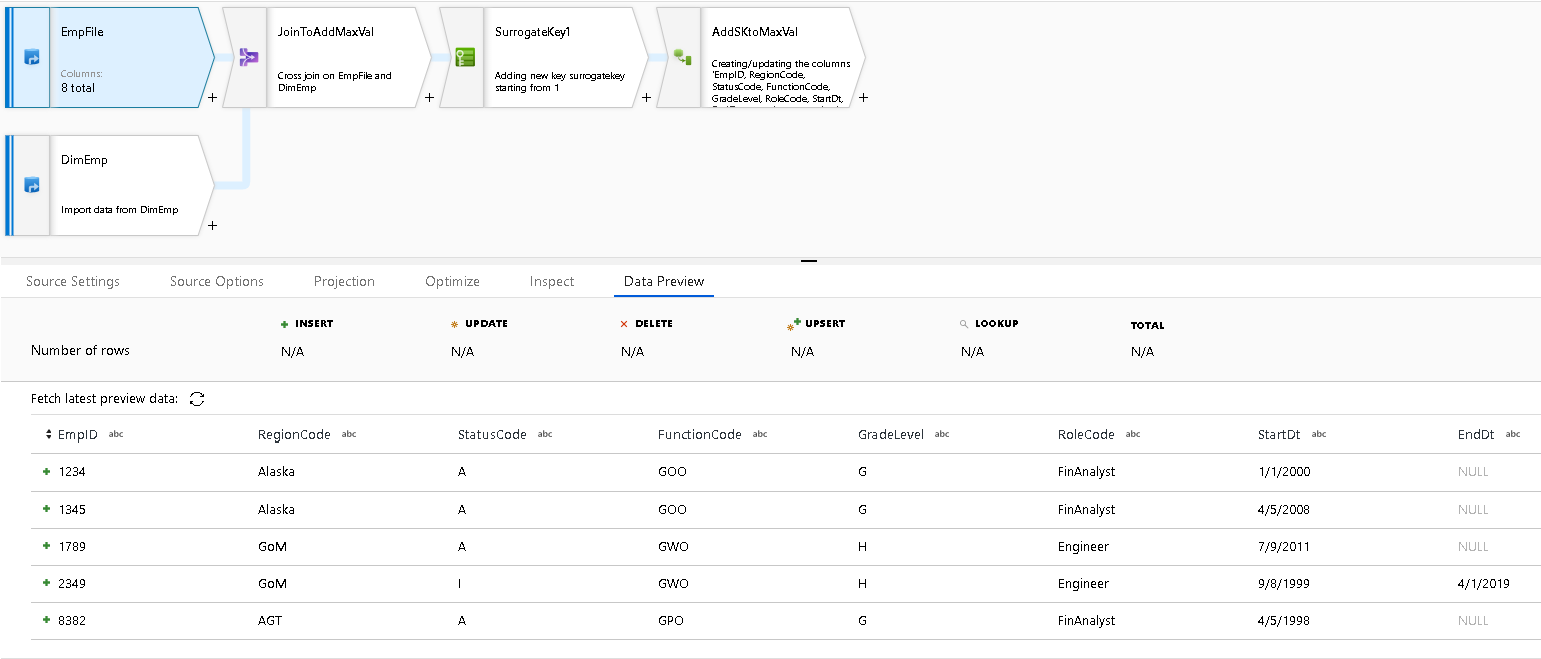 EmpFile
Columns:
8 total
+
JoinToAddMaxVal
Cross join on EmpFile and
DimEmp
+
SurrogateKey1
Adding new key surrogatekey
starting from 1
+
AddSKtoMaxVal
Creating/updating the columns
'EmpID, RegionCode,
StatusCode, FunctionCode,
GradeLevel, RoleCode, StartDt,
+
DimEmp
Import data from DimEmp
+
Source Settings Source Options Projection Optimize Inspect Data Preview
INSERT UPDATE DELETE UPSERT LOOKUP TOTAL
Number of rows N/A N/A N/A N/A N/A N/A
Fetch latest preview data:
EmpID abc RegionCode abc StatusCode abc FunctionCode abc GradeLevel abc RoleCode abc StartDt abc EndDt abc
1234 Alaska A GOO G FinAnalyst 1/1/2000 NULL
1345 Alaska A GOO G FinAnalyst 4/5/2008 NULL
1789 GoM A GWO H Engineer 7/9/2011 NULL
2349 GoM I GWO H Engineer 9/8/1999 4/1/2019
8382 AGT A GPO G FinAnalyst 4/5/1998 NULL